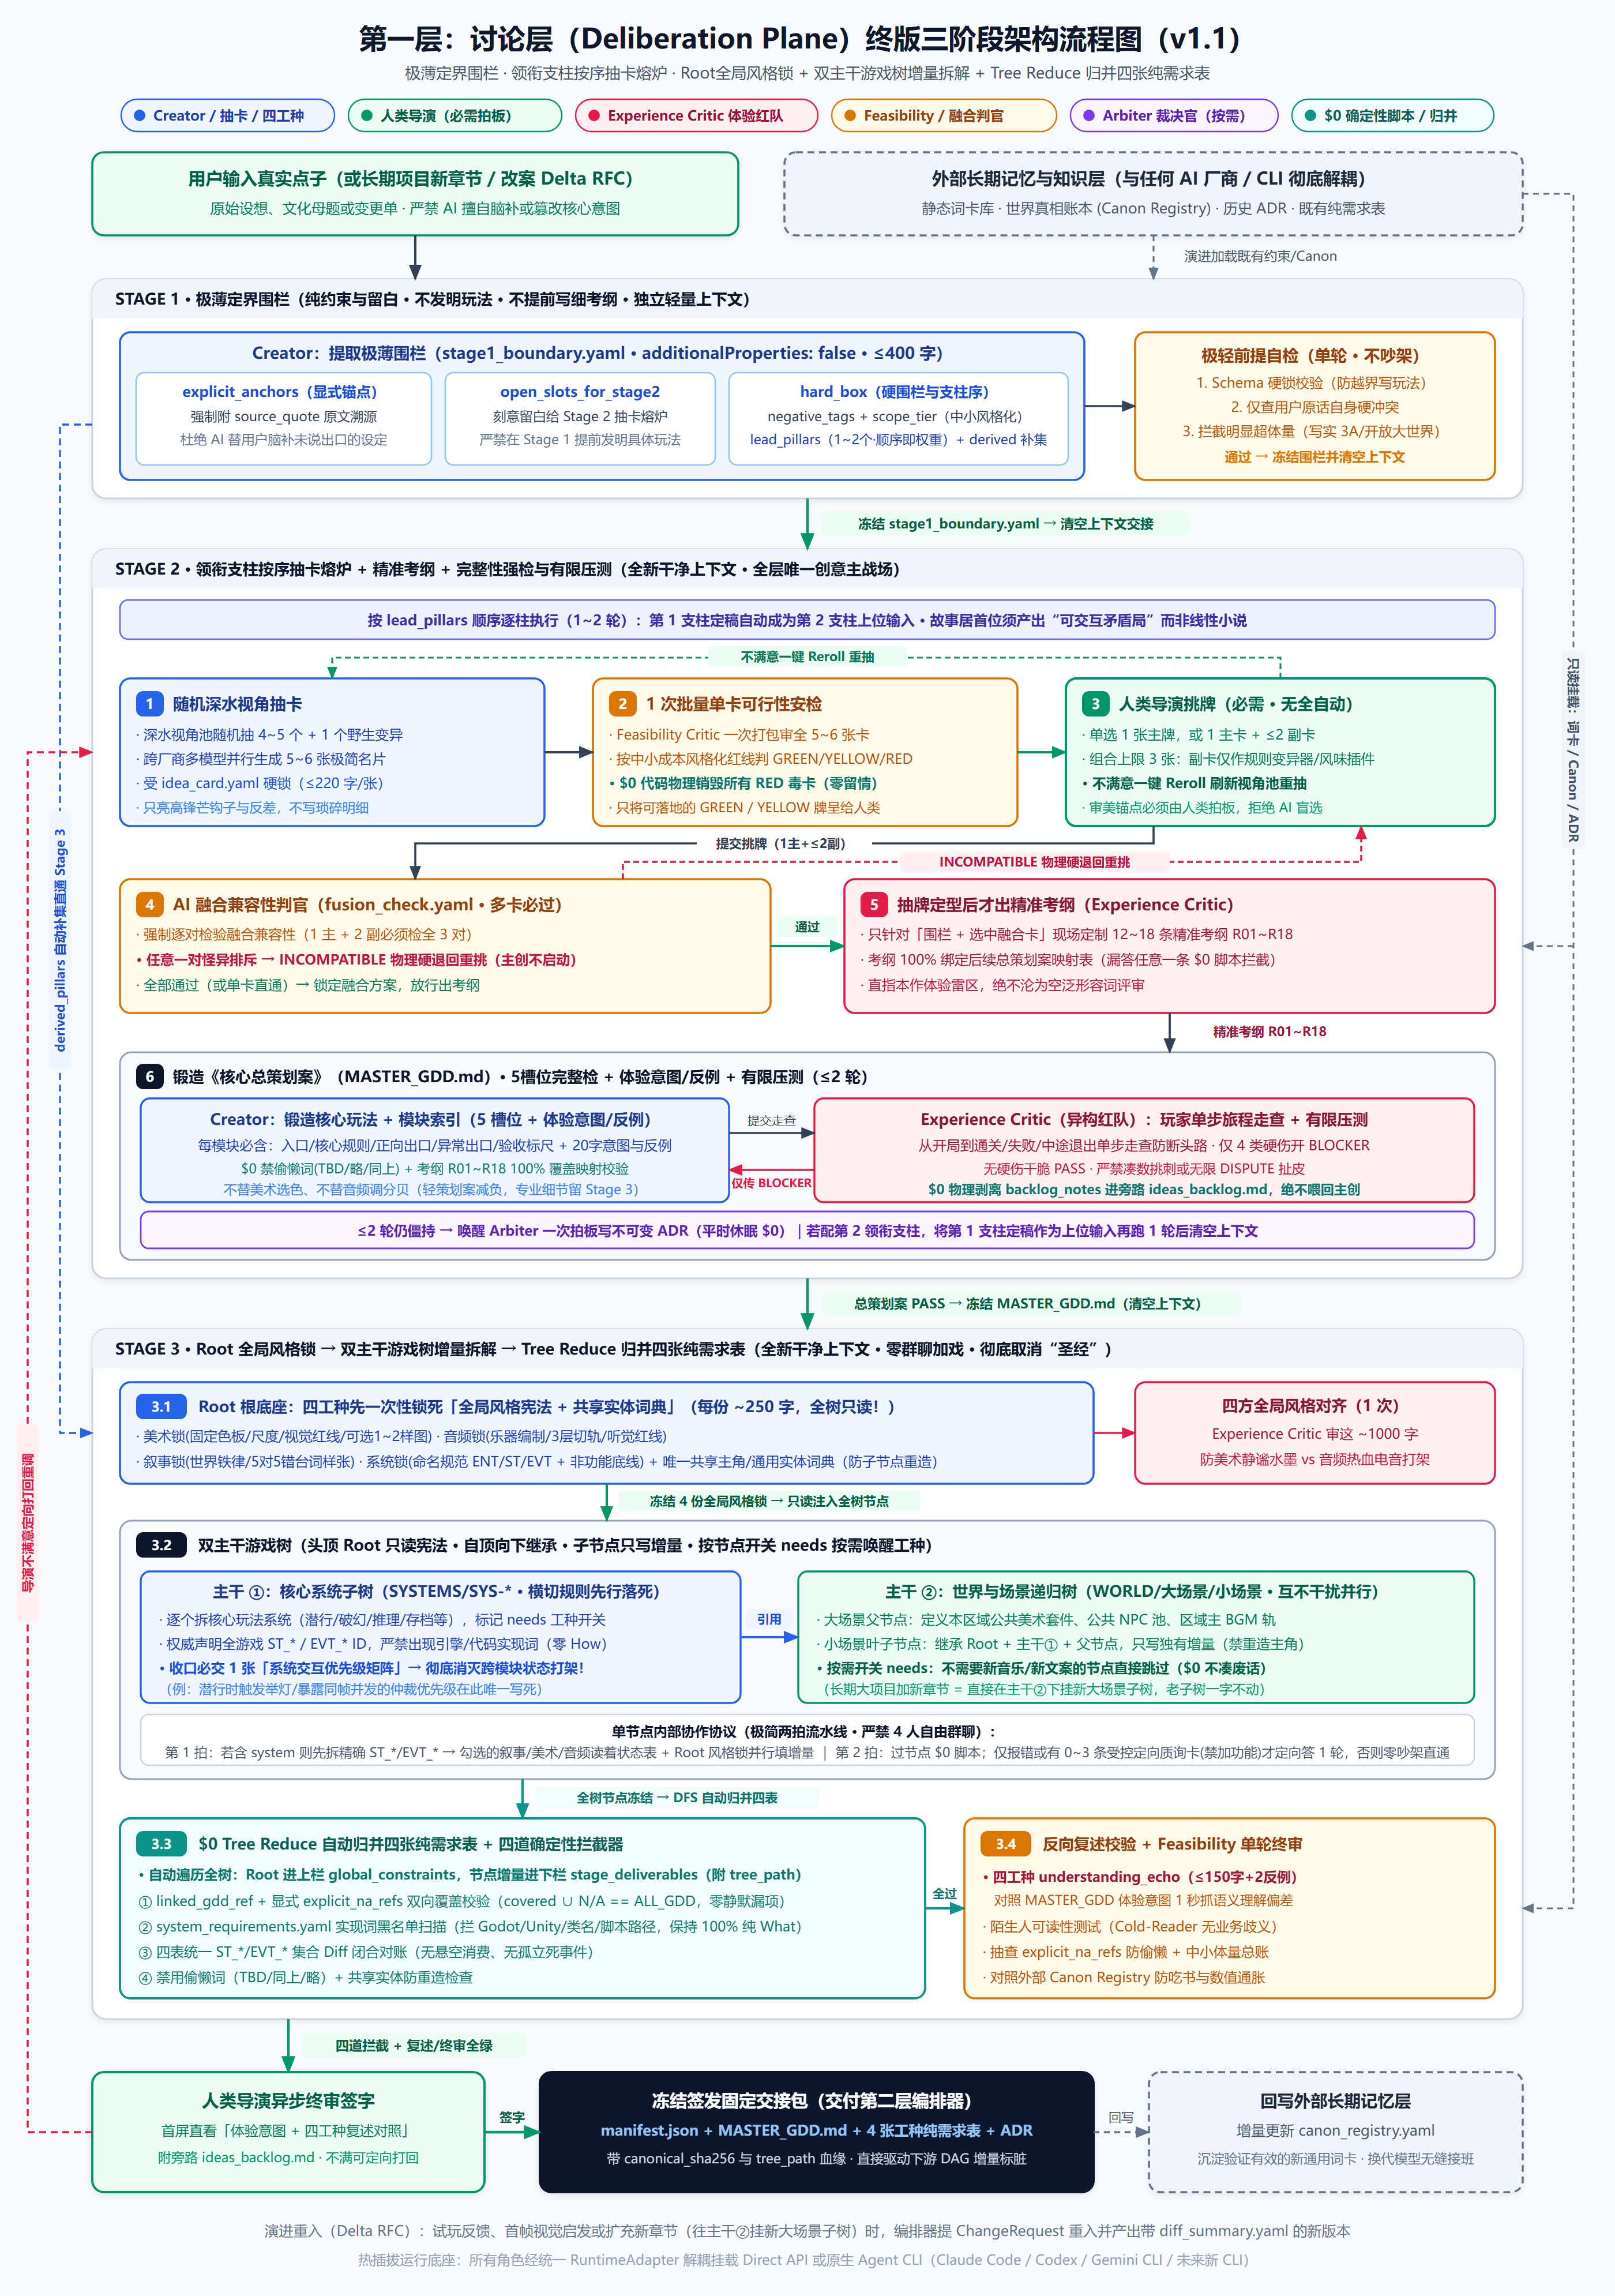 第一层：讨论层（Deliberation Plane）终版三阶段架构流程图（v1.1）
极薄定界围栏 · 领衔支柱按序抽卡熔炉 · Root全局风格锁 + 双主干游戏树增量拆解 + Tree Reduce 归并四张纯需求表
Creator / 抽卡 / 四工种
人类导演（必需拍板）
Experience Critic 体验红队
Feasibility / 融合判官
Arbiter 裁决官（按需）
$0 确定性脚本 / 归并
用户输入真实点子（或长期项目新章节 / 改案 Delta RFC）
原始设想、文化母题或变更单 · 严禁 AI 擅自脑补或篡改核心意图
外部长期记忆与知识层（与任何 AI 厂商 / CLI 彻底解耦）
静态词卡库 · 世界真相账本 (Canon Registry) · 历史 ADR · 既有纯需求表
演进加载既有约束/Canon
STAGE 1 • 极薄定界围栏（纯约束与留白 • 不发明玩法 • 不提前写细考纲 • 独立轻量上下文）
Creator：提取极薄围栏（stage1_boundary.yaml • additionalProperties: false • ≤400 字）
explicit_anchors（显式锚点）
强制附 source_quote 原文溯源
杜绝 AI 替用户脑补未说出口的设定
open_slots_for_stage2
刻意留白给 Stage 2 抽卡熔炉
严禁在 Stage 1 提前发明具体玩法
hard_box（硬围栏与支柱序）
negative_tags + scope_tier（中小风格化）
lead_pillars（1~2个·顺序即权重）+ derived 补集
极轻前提自检（单轮 • 不吵架）
1. Schema 硬锁校验（防越界写玩法）
2. 仅查用户原话自身硬冲突
3. 拦截明显超体量（写实 3A/开放大世界）
通过 → 冻结围栏并清空上下文
冻结 stage1_boundary.yaml → 清空上下文交接
STAGE 2 • 领衔支柱按序抽卡熔炉 + 精准考纲 + 完整性强检与有限压测（全新干净上下文 • 全层唯一创意主战场）
按 lead_pillars 顺序逐柱执行（1~2 轮）：第 1 支柱定稿自动成为第 2 支柱上位输入 • 故事居首位须产出“可交互矛盾局”而非线性小说
不满意一键 Reroll 重抽
1 随机深水视角抽卡
· 深水视角池随机抽 4~5 个 + 1 个野生变异
· 跨厂商多模型并行生成 5~6 张极简名片
· 受 idea_card.yaml 硬锁（≤220 字/张）
· 只亮高锋芒钩子与反差，不写琐碎明细
2 1 次批量单卡可行性安检
· Feasibility Critic 一次打包审全 5~6 张卡
· 按中小成本风格化红线判 GREEN/YELLOW/RED
• $0 代码物理销毁所有 RED 毒卡（零留情）
· 只将可落地的 GREEN / YELLOW 牌呈给人类
3 人类导演挑牌（必需 • 无全自动）
· 单选 1 张主牌，或 1 主卡 + ≤2 副卡
· 组合上限 3 张：副卡仅作规则变异器/风味插件
• 不满意一键 Reroll 刷新视角池重抽
· 审美锚点必须由人类拍板，拒绝 AI 盲选
提交挑牌（1主+≤2副）
INCOMPATIBLE 物理硬退回重挑
4 AI 融合兼容性判官（fusion_check.yaml • 多卡必过）
· 强制逐对检验融合兼容性（1 主 + 2 副必须检全 3 对）
• 任意一对怪异排斥 → INCOMPATIBLE 物理硬退回重挑（主创不启动）
· 全部通过（或单卡直通）→ 锁定融合方案，放行出考纲
通过
5 抽牌定型后才出精准考纲（Experience Critic）
· 只针对「围栏 + 选中融合卡」现场定制 12~18 条精准考纲 R01~R18
· 考纲 100% 绑定后续总策划案映射表（漏答任意一条 $0 脚本拦截）
· 直指本作体验雷区，绝不沦为空泛形容词评审
精准考纲 R01~R18
6 锻造《核心总策划案》（MASTER_GDD.md）• 5槽位完整检 + 体验意图/反例 + 有限压测（≤2 轮）
Creator：锻造核心玩法 + 模块索引（5 槽位 + 体验意图/反例）
每模块必含：入口/核心规则/正向出口/异常出口/验收标尺 + 20字意图与反例
$0 禁偷懒词(TBD/略/同上) + 考纲 R01~R18 100% 覆盖映射校验
不替美术选色、不替音频调分贝（轻策划案减负，专业细节留 Stage 3）
提交走查
仅传 BLOCKER
Experience Critic（异构红队）：玩家单步旅程走查 + 有限压测
从开局到通关/失败/中途退出单步走查防断头路 · 仅 4 类硬伤开 BLOCKER
无硬伤干脆 PASS · 严禁凑数挑刺或无限 DISPUTE 扯皮
$0 物理剥离 backlog_notes 进旁路 ideas_backlog.md，绝不喂回主创
≤2 轮仍僵持 → 唤醒 Arbiter 一次拍板写不可变 ADR（平时休眠 $0）｜若配第 2 领衔支柱，将第 1 支柱定稿作为上位输入再跑 1 轮后清空上下文
总策划案 PASS → 冻结 MASTER_GDD.md（清空上下文）
STAGE 3 • Root 全局风格锁 → 双主干游戏树增量拆解 → Tree Reduce 归并四张纯需求表（全新干净上下文 • 零群聊加戏 • 彻底取消“圣经”）
3.1 Root 根底座：四工种先一次性锁死「全局风格宪法 + 共享实体词典」（每份 ~250 字，全树只读！）
· 美术锁(固定色板/尺度/视觉红线/可选1~2样图) · 音频锁(乐器编制/3层切轨/听觉红线)
· 叙事锁(世界铁律/5对5错台词样张) · 系统锁(命名规范 ENT/ST/EVT + 非功能底线) + 唯一共享主角/通用实体词典（防子节点重造）
四方全局风格对齐（1 次）
Experience Critic 审这 ~1000 字
防美术静谧水墨 vs 音频热血电音打架
冻结 4 份全局风格锁 → 只读注入全树节点
3.2 双主干游戏树（头顶 Root 只读宪法 • 自顶向下继承 • 子节点只写增量 • 按节点开关 needs 按需唤醒工种）
主干 ①：核心系统子树（SYSTEMS/SYS-* • 横切规则先行落死）
· 逐个拆核心玩法系统（潜行/破幻/推理/存档等），标记 needs 工种开关
· 权威声明全游戏 ST_* / EVT_* ID，严禁出现引擎/代码实现词（零 How）
• 收口必交 1 张「系统交互优先级矩阵」→ 彻底消灭跨模块状态打架！
（例：潜行时触发举灯/暴露同帧并发的仲裁优先级在此唯一写死）
引用
主干 ②：世界与场景递归树（WORLD/大场景/小场景 • 互不干扰并行）
· 大场景父节点：定义本区域公共美术套件、公共 NPC 池、区域主 BGM 轨
· 小场景叶子节点：继承 Root + 主干① + 父节点，只写独有增量（禁重造主角）
• 按需开关 needs：不需要新音乐/新文案的节点直接跳过（$0 不凑废话）
（长期大项目加新章节 = 直接在主干②下挂新大场景子树，老子树一字不动）
单节点内部协作协议（极简两拍流水线 • 严禁 4 人自由群聊）：
第 1 拍：若含 system 则先拆精确 ST_*/EVT_* → 勾选的叙事/美术/音频读着状态表 + Root 风格锁并行填增量 ｜ 第 2 拍：过节点 $0 脚本；仅报错或有 0~3 条受控定向质询卡(禁加功能)才定向答 1 轮，否则零吵架直通
全树节点冻结 → DFS 自动归并四表
3.3 $0 Tree Reduce 自动归并四张纯需求表 + 四道确定性拦截器
• 自动遍历全树：Root 进上栏 global_constraints，节点增量进下栏 stage_deliverables（附 tree_path）
① linked_gdd_ref + 显式 explicit_na_refs 双向覆盖校验（covered ∪ N/A == ALL_GDD，零静默漏项）
② system_requirements.yaml 实现词黑名单扫描（拦 Godot/Unity/类名/脚本路径，保持 100% 纯 What）
③ 四表统一 ST_*/EVT_* 集合 Diff 闭合对账（无悬空消费、无孤立死事件）
④ 禁用偷懒词（TBD/同上/略）+ 共享实体防重造检查
全过
3.4 反向复述校验 + Feasibility 单轮终审
• 四工种 understanding_echo（≤150字+2反例）
对照 MASTER_GDD 体验意图 1 秒抓语义理解偏差
· 陌生人可读性测试（Cold-Reader 无业务歧义）
· 抽查 explicit_na_refs 防偷懒 + 中小体量总账
· 对照外部 Canon Registry 防吃书与数值通胀
四道拦截 + 复述/终审全绿
人类导演异步终审签字
首屏直看「体验意图 + 四工种复述对照」
附旁路 ideas_backlog.md · 不满可定向打回
签字
冻结签发固定交接包（交付第二层编排器）
manifest.json + MASTER_GDD.md + 4 张工种纯需求表 + ADR
带 canonical_sha256 与 tree_path 血缘 · 直接驱动下游 DAG 增量标脏
回写
回写外部长期记忆层
增量更新 canon_registry.yaml
沉淀验证有效的新通用词卡 · 换代模型无缝接班
derived_pillars 自动补集直通 Stage 3
导演不满意定向打回重调
只读挂载：词卡 / Canon / ADR
演进重入（Delta RFC）：试玩反馈、首帧视觉启发或扩充新章节（往主干②挂新大场景子树）时，编排器提 ChangeRequest 重入并产出带 diff_summary.yaml 的新版本
热插拔运行底座：所有角色经统一 RuntimeAdapter 解耦挂载 Direct API 或原生 Agent CLI（Claude Code / Codex / Gemini CLI / 未来新 CLI）